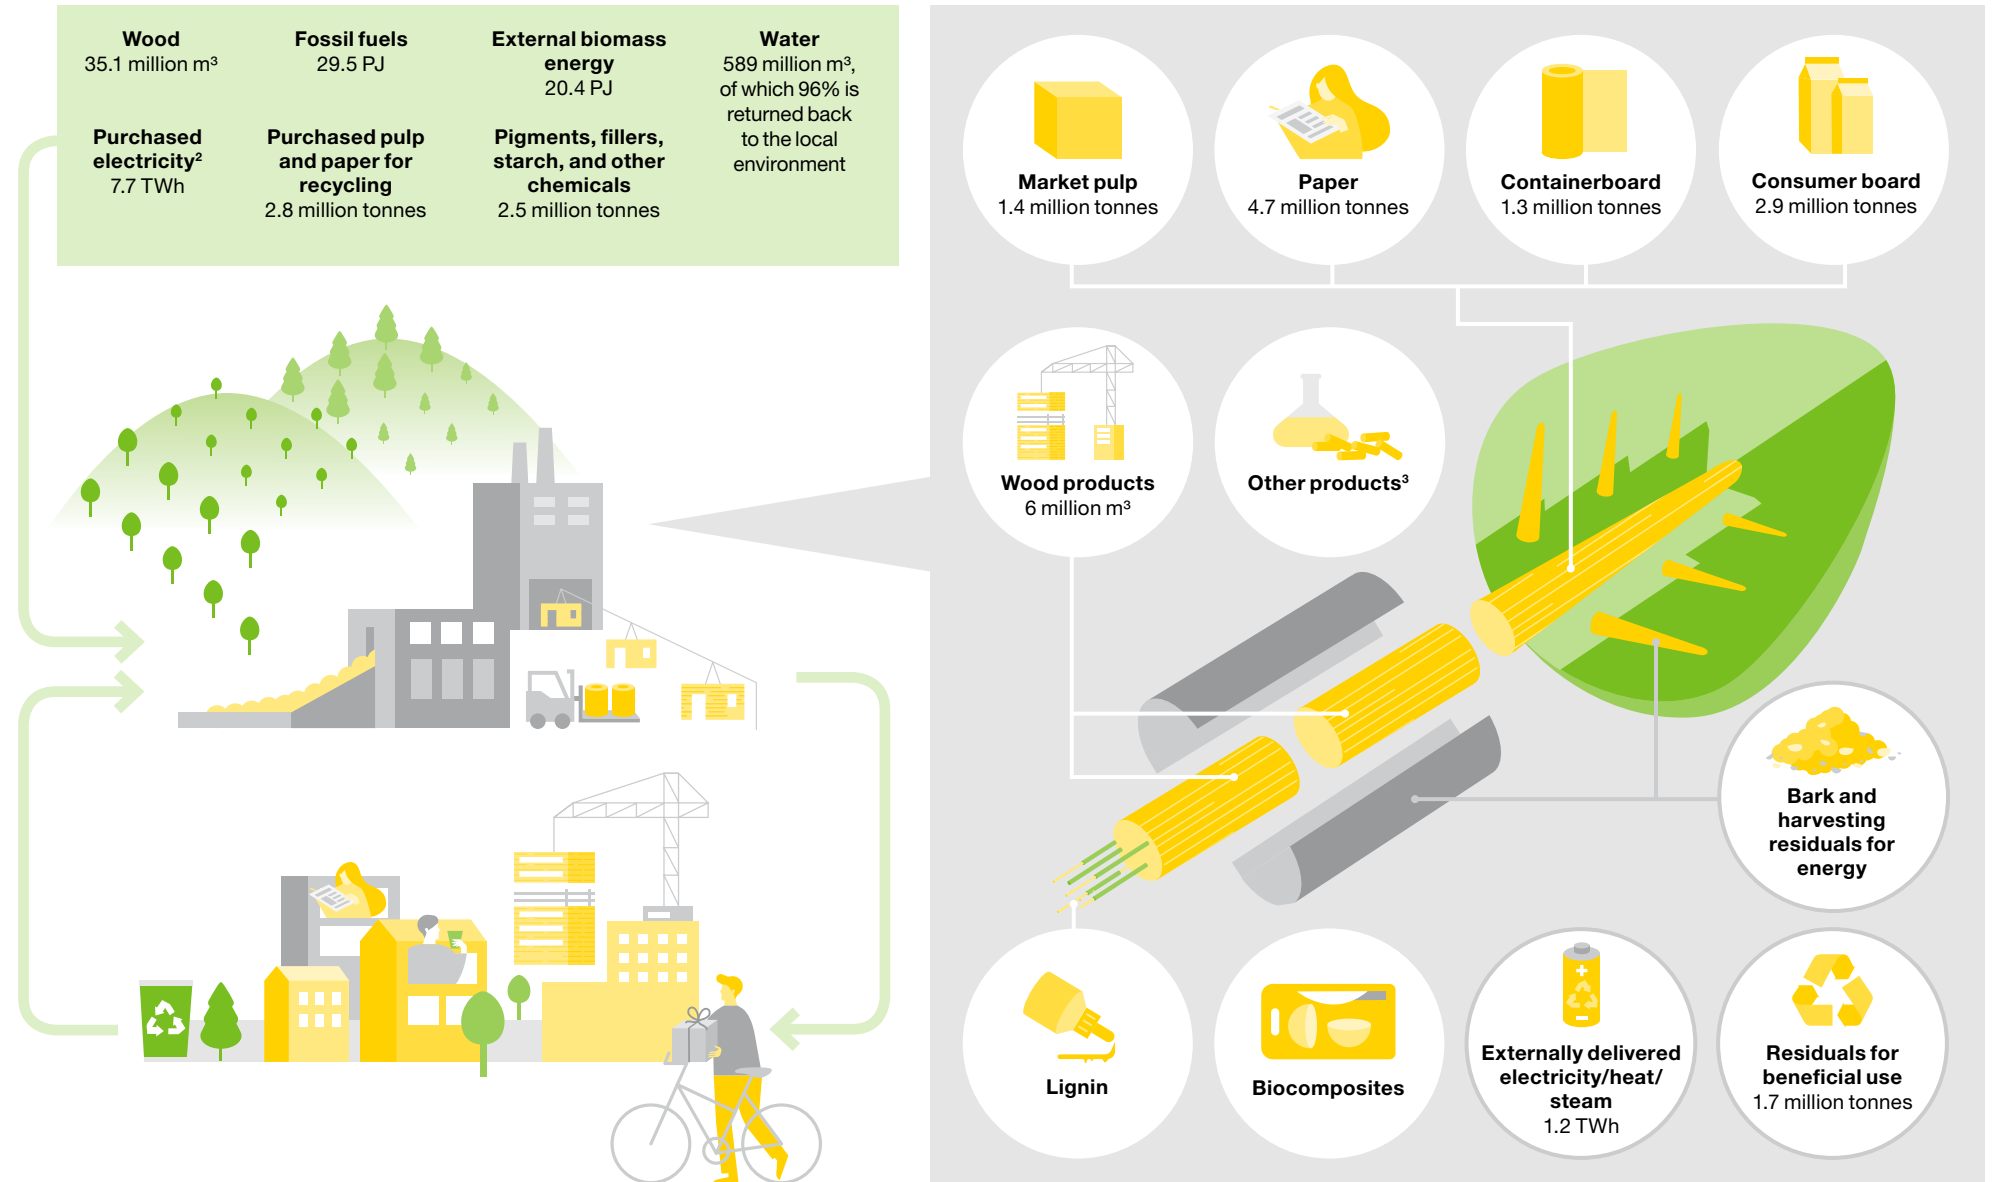 Wood
35.1 million m³
Fossil fuels
29.5 PJ
External biomass
energy
20.4 PJ
Water
589 million m³,
of which 96% is
returned back
to the local
environment
Purchased
electricity²
7.7 TWh
Purchased pulp
and paper for
recycling
2.8 million tonnes
Pigments, fillers,
starch, and other
chemicals
2.5 million tonnes
Market pulp
1.4 million tonnes
Paper
4.7 million tonnes
Containerboard
1.3 million tonnes
Consumer board
2.9 million tonnes
Wood products
6 million m³
Other products³
Bark and
harvesting
residuals for
energy
Lignin
Biocomposites
Externally delivered
electricity/heat/
steam
1.2 TWh
Residuals for
beneficial use
1.7 million tonnes